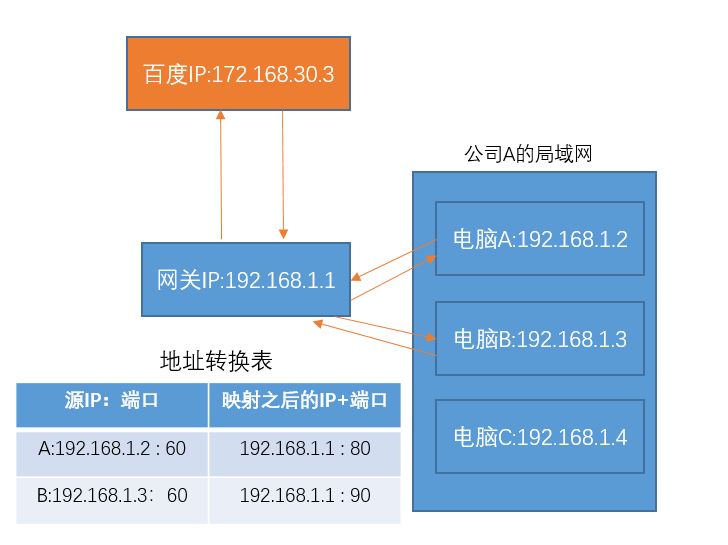 百度IP:172.168.30.3
公司A的局域网
电脑A:192.168.1.2
网关IP:192.168.1.1
电脑B:192.168.1.3
电脑C:192.168.1.4
地址转换表
源IP：端口 映射之后的IP+端口
A:192.168.1.2 : 60 192.168.1.1 : 80
B:192.168.1.3：60 192.168.1.1 : 90